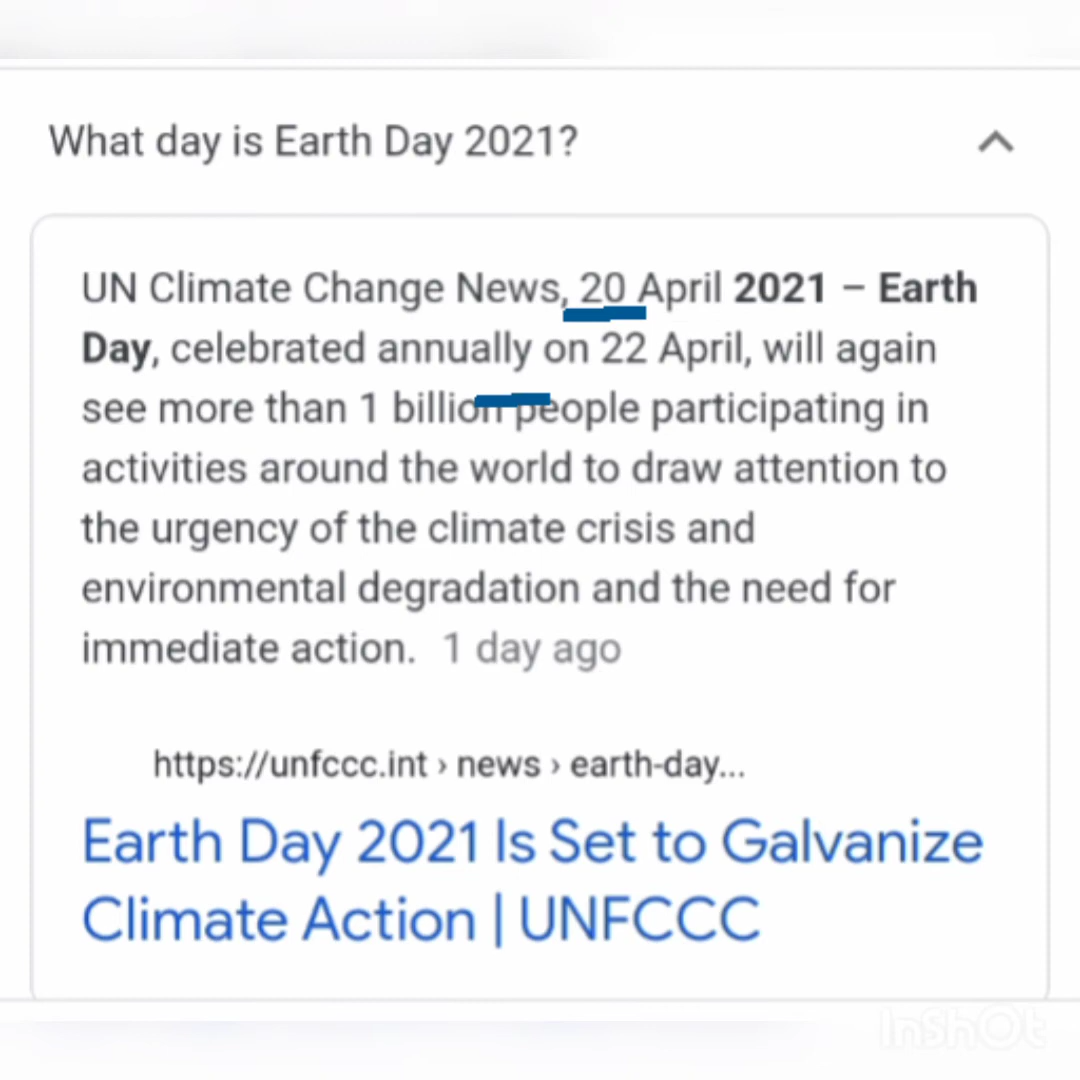 What day is Earth Day 2021?
UN Climate Change News, 20 April 2021 – Earth
Day, celebrated annually on 22 April, will again
see more than 1 billion people participating in
activities around the world to draw attention to
the urgency of the climate crisis and
environmental degradation and the need for
immediate action. 1 day ago
https://unfccc.int › news › earth-day...
Earth Day 2021 Is Set to Galvanize
Climate Action | UNFCCC
InShOt